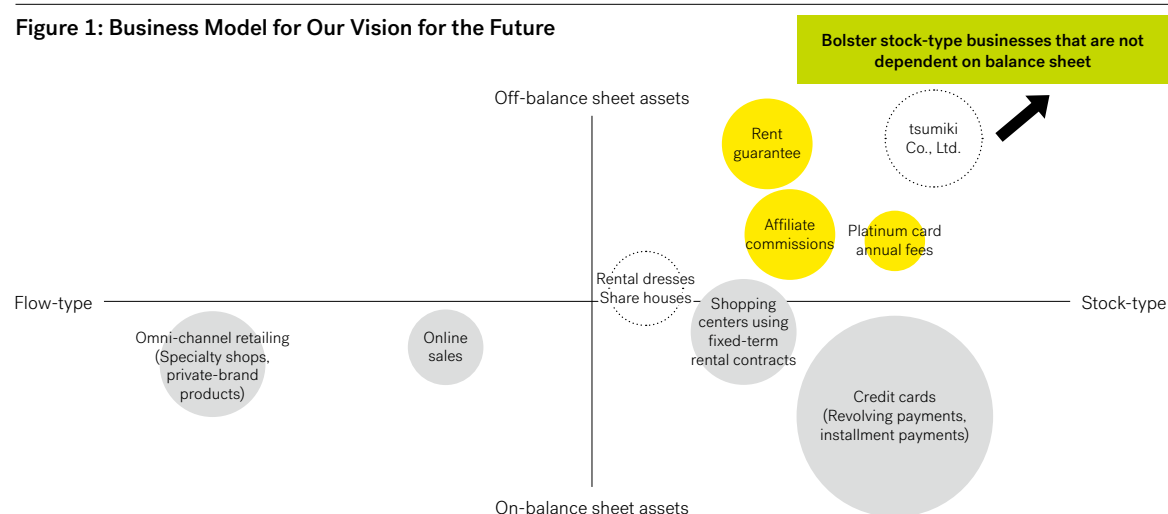 Figure 1: Business Model for Our Vision for the Future
Bolster stock-type businesses that are not
dependent on balance sheet
Off-balance sheet assets
Rent
guarantee
tsumiki
Co., Ltd.
Affiliate
commissions
Platinum card
annual fees
Rental dresses
Share houses
Flow-type
Stock-type
Shopping
centers using
fixed-term
rental contracts
Omni-channel retailing
(Specialty shops,
private-brand
products)
Online
sales
Credit cards
(Revolving payments,
installment payments)
On-balance sheet assets